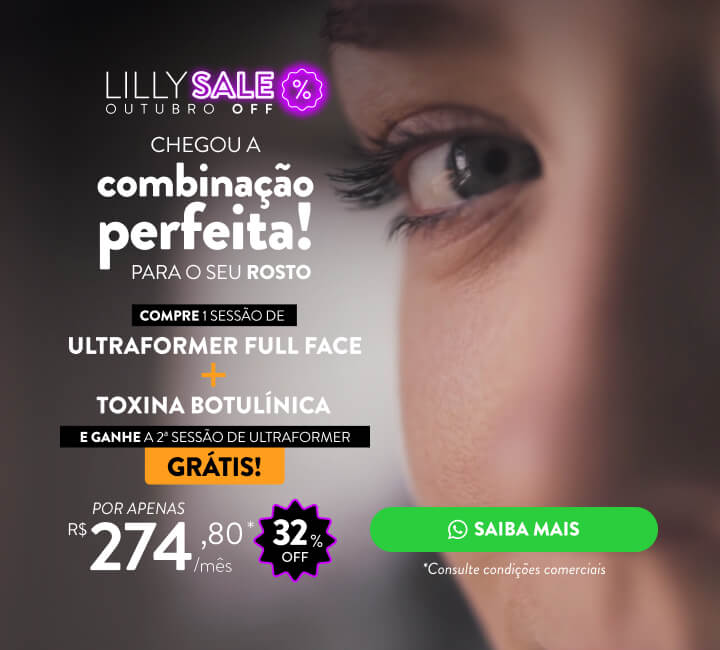 LILLY SALE %
OUTUBRO OFF
CHEGOU A
combinação
perfeita!
PARA O SEU ROSTO
COMPRE 1 SESSÃO DE
ULTRAFORMER FULL FACE
+
TOXINA BOTULÍNICA
E GANHE A 2ª SESSÃO DE ULTRAFORMER
GRÁTIS!
POR APENAS
R$ 274,80*
/mês
32%
OFF
SAIBA MAIS
*Consulte condições comerciais